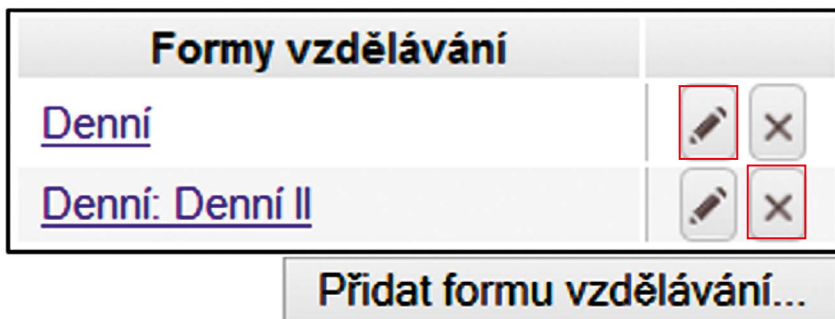 Formy vzdělávání
Denní
Denní: Denní II
Přidat formu vzdělávání...